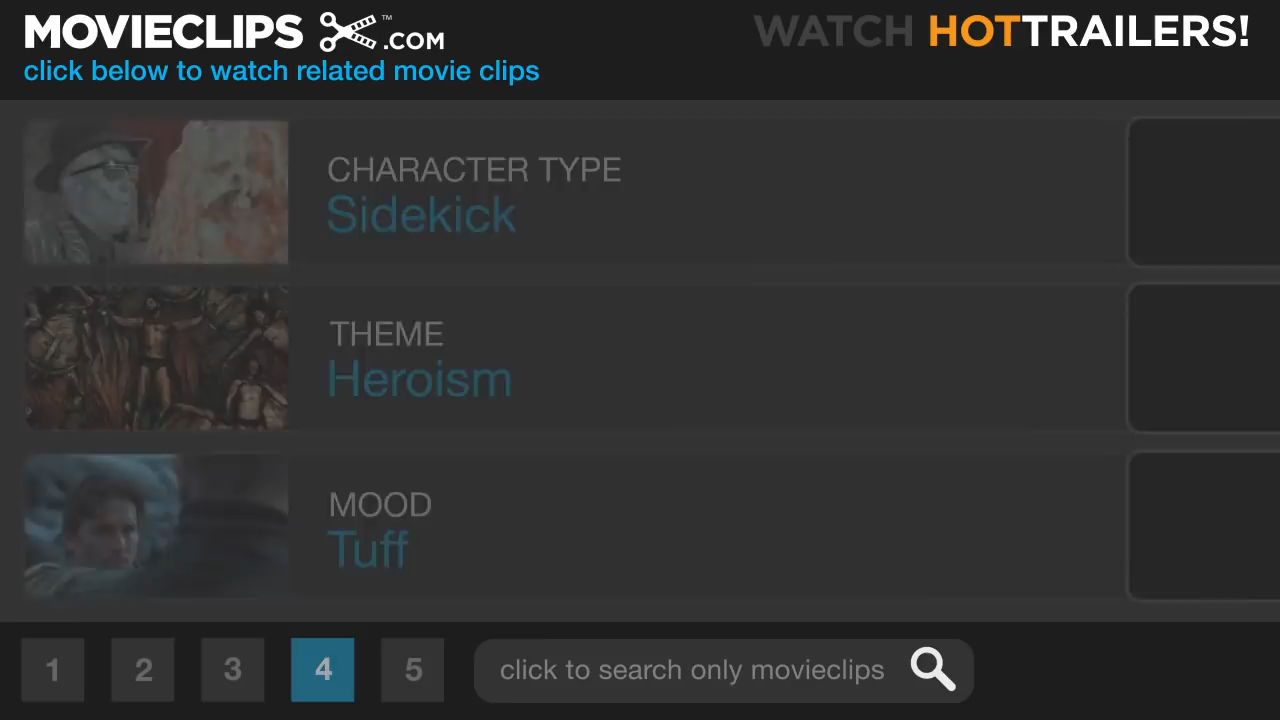 MOVIECLIPS ™ .COM
WATCH HOTTRAILERS!
click below to watch related movie clips
CHARACTER TYPE
Sidekick
THEME
Heroism
MOOD
Tuff
1 2 3 4 5
click to search only movieclips